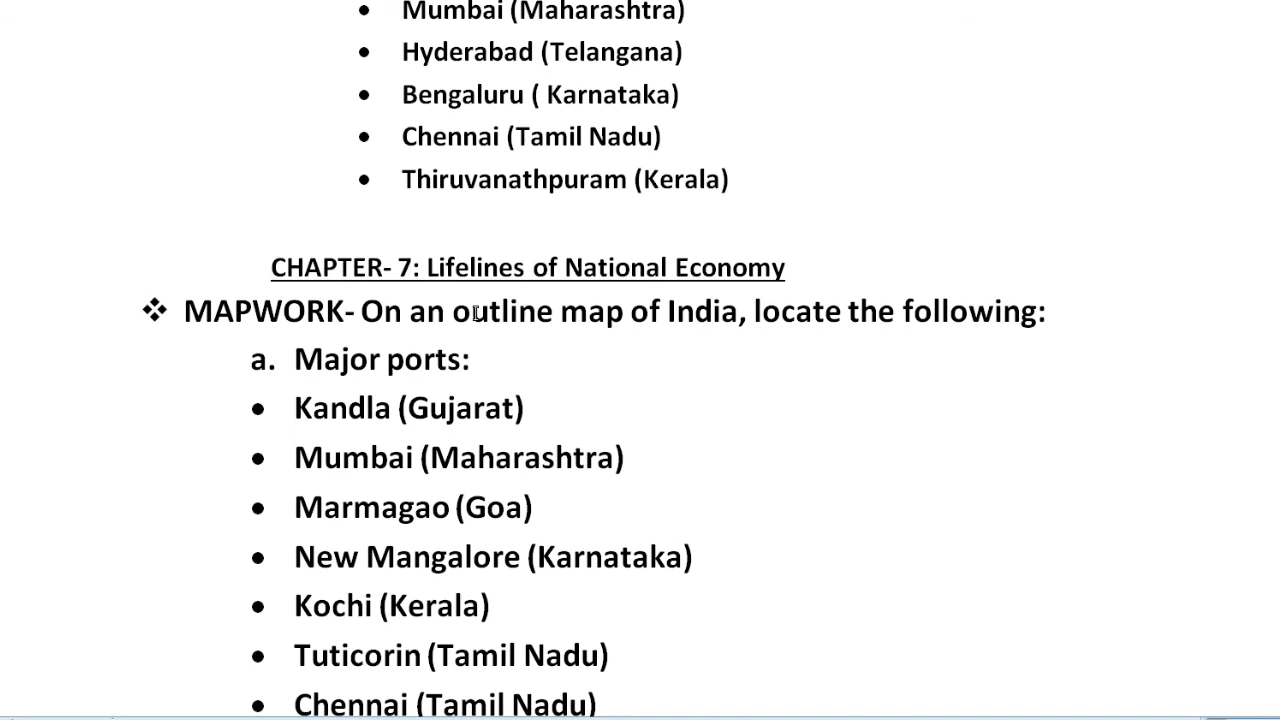 • Mumbai (Maharashtra)
• Hyderabad (Telangana)
• Bengaluru ( Karnataka)
• Chennai (Tamil Nadu)
• Thiruvanathpuram (Kerala)
CHAPTER- 7: Lifelines of National Economy
❖ MAPWORK- On an outline map of India, locate the following:
a. Major ports:
• Kandla (Gujarat)
• Mumbai (Maharashtra)
• Marmagao (Goa)
• New Mangalore (Karnataka)
• Kochi (Kerala)
• Tuticorin (Tamil Nadu)
• Chennai (Tamil Nadu)